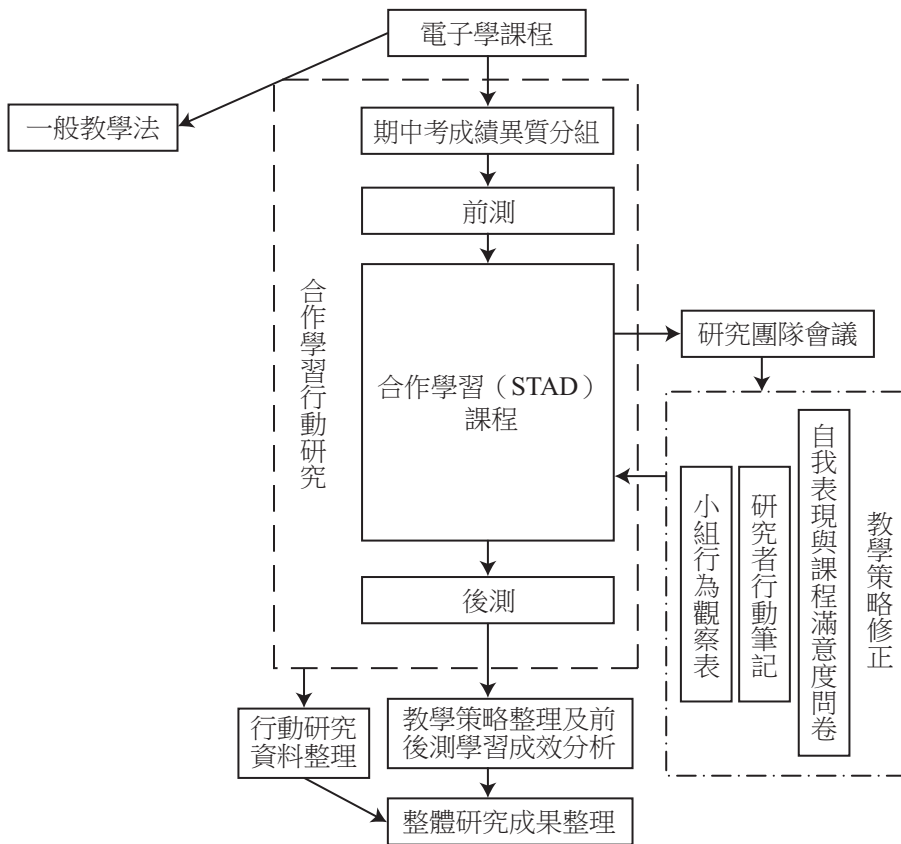 電子學課程
一般教學法
期中考成績異質分組
前測
合作學習行動研究
合作學習（STAD）
課程
研究團隊會議
小組行為觀察表
研究者行動筆記
自我表現與課程滿意度問卷
教學策略修正
後測
行動研究
資料整理
教學策略整理及前
後測學習成效分析
整體研究成果整理